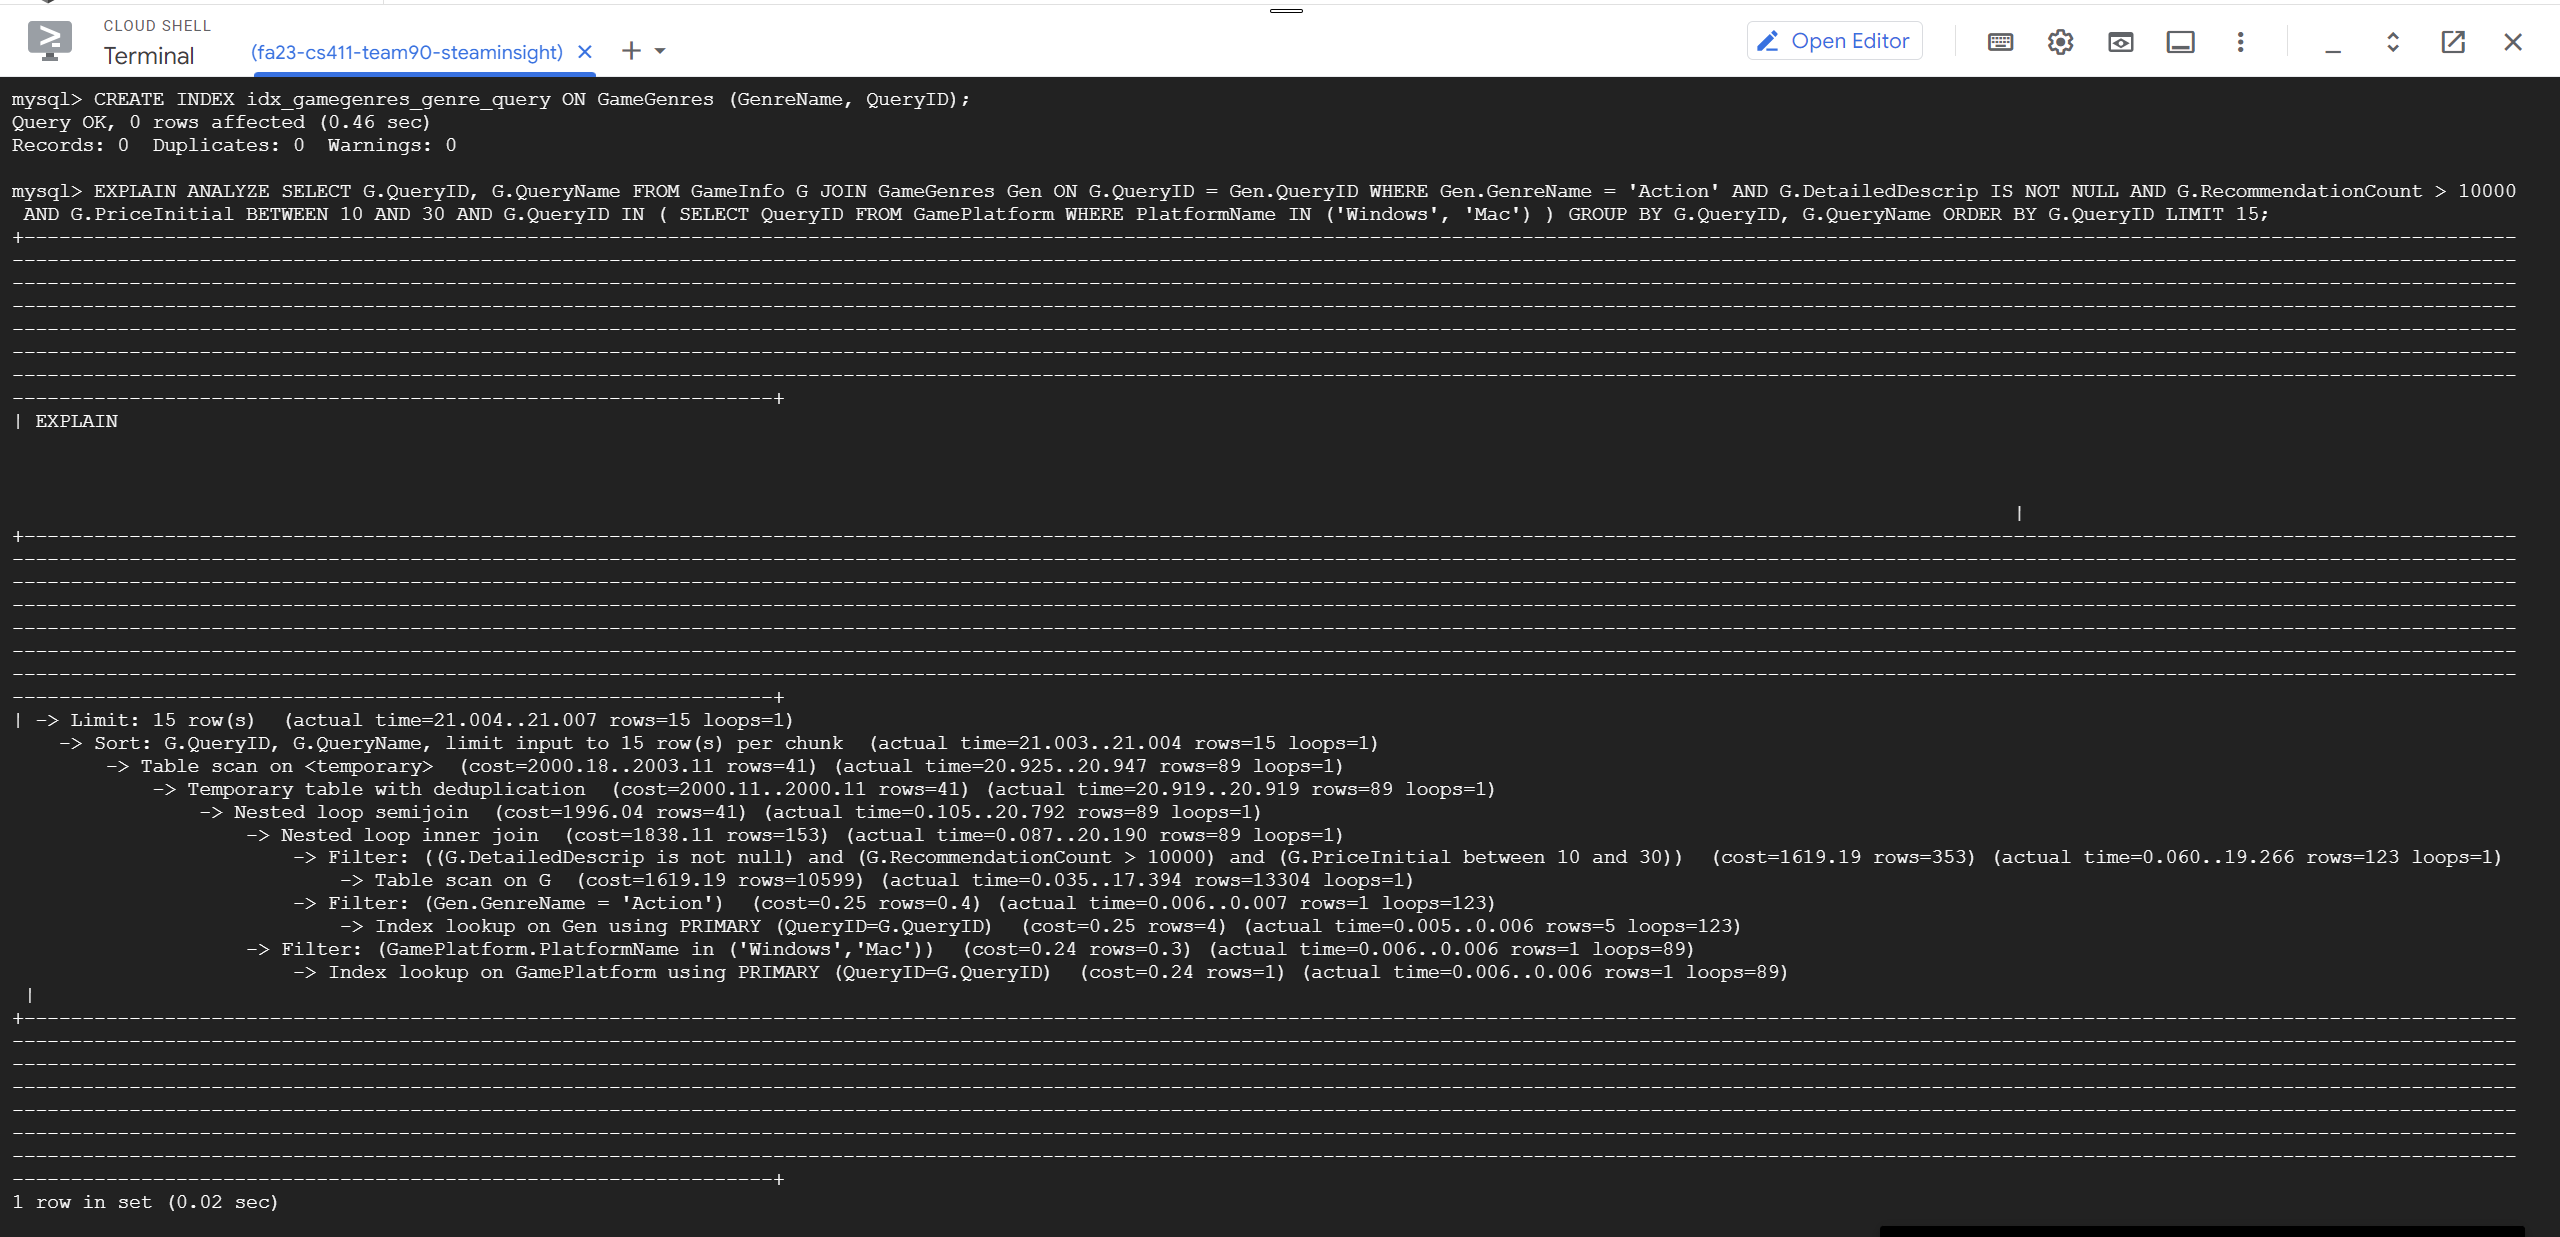 CLOUD SHELL
Terminal
(fa23-cs411-team90-steaminsight)
Open Editor
mysql> CREATE INDEX idx_gamegenres_genre_query ON GameGenres (GenreName, QueryID);
Query OK, 0 rows affected (0.46 sec)
Records: 0  Duplicates: 0  Warnings: 0
mysql> EXPLAIN ANALYZE SELECT G.QueryID, G.QueryName FROM GameInfo G JOIN GameGenres Gen ON G.QueryID = Gen.QueryID WHERE Gen.GenreName = 'Action' AND G.DetailedDescrip IS NOT NULL AND G.RecommendationCount > 10000
AND G.PriceInitial BETWEEN 10 AND 30 AND G.QueryID IN ( SELECT QueryID FROM GamePlatform WHERE PlatformName IN ('Windows', 'Mac') ) GROUP BY G.QueryID, G.QueryName ORDER BY G.QueryID LIMIT 15;
| EXPLAIN
|
| -> Limit: 15 row(s)  (actual time=21.004..21.007 rows=15 loops=1)
-> Sort: G.QueryID, G.QueryName, limit input to 15 row(s) per chunk  (actual time=21.003..21.004 rows=15 loops=1)
-> Table scan on <temporary>  (cost=2000.18..2003.11 rows=41) (actual time=20.925..20.947 rows=89 loops=1)
-> Temporary table with deduplication  (cost=2000.11..2000.11 rows=41) (actual time=20.919..20.919 rows=89 loops=1)
-> Nested loop semijoin  (cost=1996.04 rows=41) (actual time=0.105..20.792 rows=89 loops=1)
-> Nested loop inner join  (cost=1838.11 rows=153) (actual time=0.087..20.190 rows=89 loops=1)
-> Filter: ((G.DetailedDescrip is not null) and (G.RecommendationCount > 10000) and (G.PriceInitial between 10 and 30))  (cost=1619.19 rows=353) (actual time=0.060..19.266 rows=123 loops=1)
-> Table scan on G  (cost=1619.19 rows=10599) (actual time=0.035..17.394 rows=13304 loops=1)
-> Filter: (Gen.GenreName = 'Action')  (cost=0.25 rows=0.4) (actual time=0.006..0.007 rows=1 loops=123)
-> Index lookup on Gen using PRIMARY (QueryID=G.QueryID)  (cost=0.25 rows=4) (actual time=0.005..0.006 rows=5 loops=123)
-> Filter: (GamePlatform.PlatformName in ('Windows','Mac'))  (cost=0.24 rows=0.3) (actual time=0.006..0.006 rows=1 loops=89)
-> Index lookup on GamePlatform using PRIMARY (QueryID=G.QueryID)  (cost=0.24 rows=1) (actual time=0.006..0.006 rows=1 loops=89)
|
1 row in set (0.02 sec)